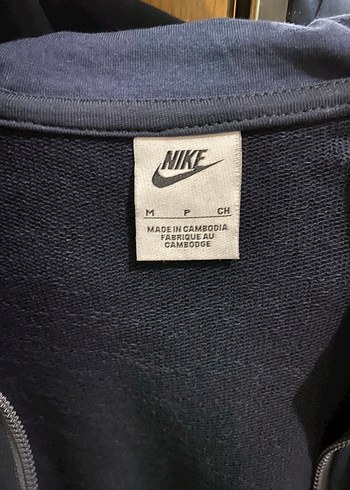 NIKE
M P CH
MADE IN CAMBODIA
FABRIQUE AU
CAMBODGE